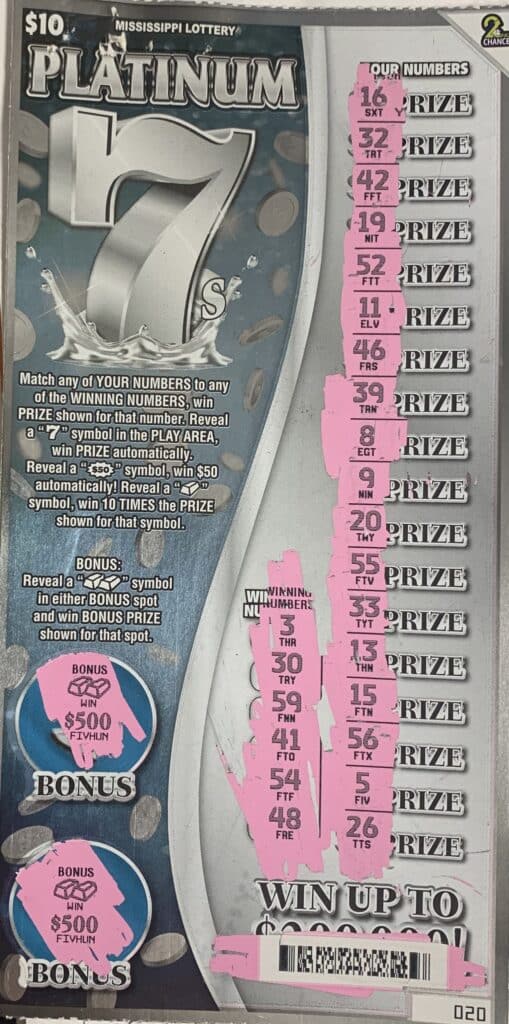 $10
MISSISSIPPI LOTTERY
2
CHANCE
PLATINUM
7
S
Match any of YOUR NUMBERS to any
of the WINNING NUMBERS, win
PRIZE shown for that number. Reveal
a "7" symbol in the PLAY AREA,
win PRIZE automatically.
Reveal a "$50" symbol, win $50
automatically! Reveal a " "
symbol, win 10 TIMES the PRIZE
shown for that symbol.
BONUS:
Reveal a " " symbol
in either BONUS spot
and win BONUS PRIZE
shown for that spot.
BONUS
WIN
$500
FIVHUN
BONUS
BONUS
WIN
$500
FIVHUN
BONUS
WINNING
NUMBERS
3
THR
30
TRY
59
FNN
41
FTO
54
FTF
48
FRE
OUR NUMBERS
16 PRIZE
SXT
32 PRIZE
TRT
42 PRIZE
FFT
19 PRIZE
NIT
52 PRIZE
FTT
11 RIZE
ELV
46 RIZE
FRS
39 RIZE
TRN
8 RIZE
EGT
9 PRIZE
NIN
20 PRIZE
TWY
55 PRIZE
FTV
33 PRIZE
TYT
13 PRIZE
THN
15 PRIZE
FTN
56 PRIZE
FTX
5 PRIZE
FIV
26 PRIZE
TTS
WIN UP TO
020